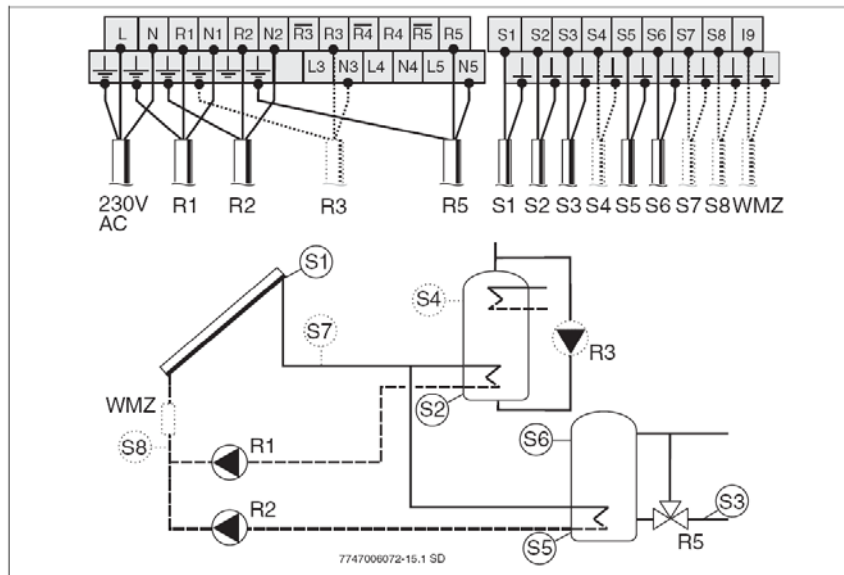 L N R1 N1 R2 N2 R3 R3 R4 R4 R5 R5 S1 S2 S3 S4 S5 S6 S7 S8 I9
L3 N3 L4 N4 L5 N5
230V AC R1 R2 R3 R5 S1 S2 S3 S4 S5 S6 S7 S8 WMZ
S1
S4
S7
R3
WMZ
S2
S8
R1
S6
R2
S3
S5
R5
7747006072-15.1 SD